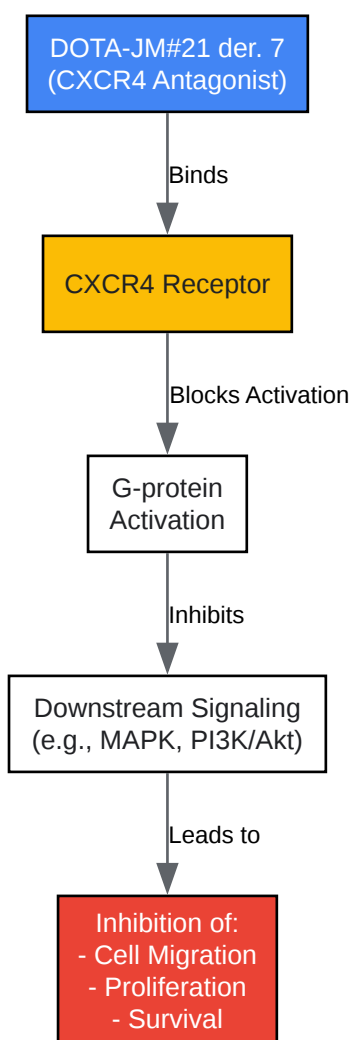 DOTA-JM#21 der. 7
(CXCR4 Antagonist)
Binds
CXCR4 Receptor
Blocks Activation
G-protein
Activation
Inhibits
Downstream Signaling
(e.g., MAPK, PI3K/Akt)
Leads to
Inhibition of:
- Cell Migration
- Proliferation
- Survival